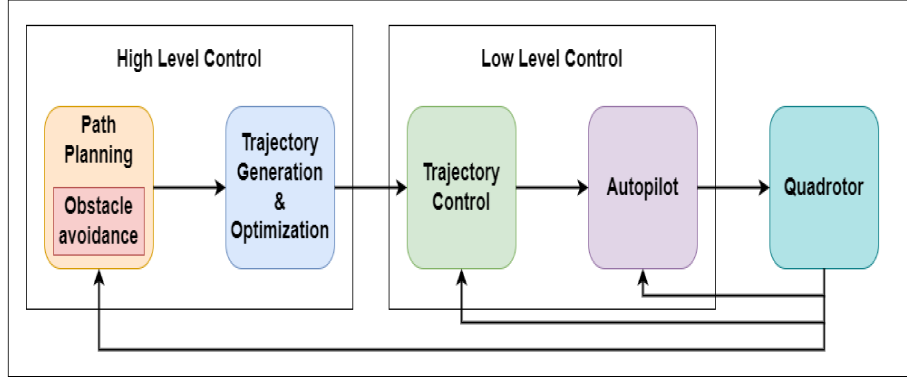 High Level Control
Low Level Control
Path
Planning
Obstacle
avoidance
Trajectory
Generation
&
Optimization
Trajectory
Control
Autopilot
Quadrotor